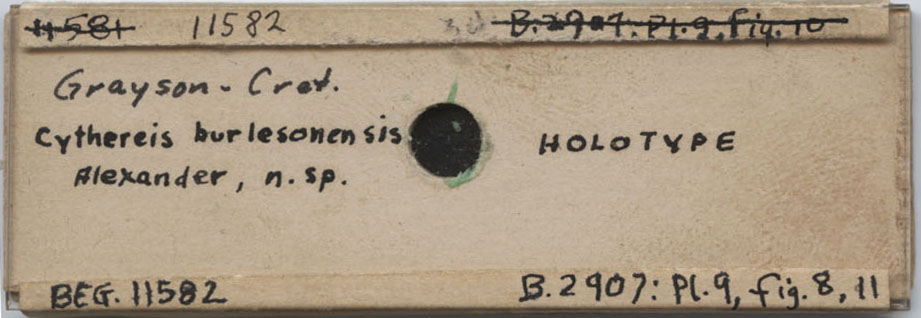 11581 11582 B.2907: Pl.9, fig. 10
Grayson - Cret.
Cythereis burlesonensis
Alexander, n. sp.
HOLOTYPE
BEG. 11582 B.2907: Pl.9, fig. 8, 11